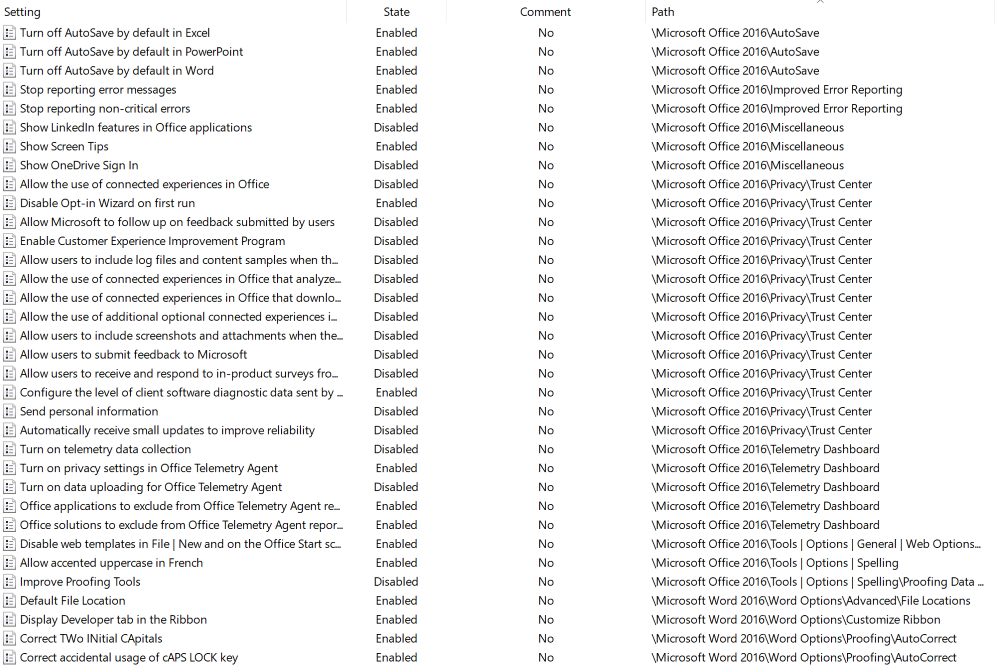 Setting State Comment Path
Turn off AutoSave by default in Excel Enabled No \Microsoft Office 2016\AutoSave
Turn off AutoSave by default in PowerPoint Enabled No \Microsoft Office 2016\AutoSave
Turn off AutoSave by default in Word Enabled No \Microsoft Office 2016\AutoSave
Stop reporting error messages Enabled No \Microsoft Office 2016\Improved Error Reporting
Stop reporting non-critical errors Enabled No \Microsoft Office 2016\Improved Error Reporting
Show LinkedIn features in Office applications Disabled No \Microsoft Office 2016\Miscellaneous
Show Screen Tips Enabled No \Microsoft Office 2016\Miscellaneous
Show OneDrive Sign In Disabled No \Microsoft Office 2016\Miscellaneous
Allow the use of connected experiences in Office Disabled No \Microsoft Office 2016\Privacy\Trust Center
Disable Opt-in Wizard on first run Enabled No \Microsoft Office 2016\Privacy\Trust Center
Allow Microsoft to follow up on feedback submitted by users Disabled No \Microsoft Office 2016\Privacy\Trust Center
Enable Customer Experience Improvement Program Disabled No \Microsoft Office 2016\Privacy\Trust Center
Allow users to include log files and content samples when th... Disabled No \Microsoft Office 2016\Privacy\Trust Center
Allow the use of connected experiences in Office that analyze... Disabled No \Microsoft Office 2016\Privacy\Trust Center
Allow the use of connected experiences in Office that downlo... Disabled No \Microsoft Office 2016\Privacy\Trust Center
Allow the use of additional optional connected experiences i... Disabled No \Microsoft Office 2016\Privacy\Trust Center
Allow users to include screenshots and attachments when the... Disabled No \Microsoft Office 2016\Privacy\Trust Center
Allow users to submit feedback to Microsoft Disabled No \Microsoft Office 2016\Privacy\Trust Center
Allow users to receive and respond to in-product surveys fro... Disabled No \Microsoft Office 2016\Privacy\Trust Center
Configure the level of client software diagnostic data sent by ... Enabled No \Microsoft Office 2016\Privacy\Trust Center
Send personal information Disabled No \Microsoft Office 2016\Privacy\Trust Center
Automatically receive small updates to improve reliability Disabled No \Microsoft Office 2016\Privacy\Trust Center
Turn on telemetry data collection Disabled No \Microsoft Office 2016\Telemetry Dashboard
Turn on privacy settings in Office Telemetry Agent Enabled No \Microsoft Office 2016\Telemetry Dashboard
Turn on data uploading for Office Telemetry Agent Disabled No \Microsoft Office 2016\Telemetry Dashboard
Office applications to exclude from Office Telemetry Agent re... Enabled No \Microsoft Office 2016\Telemetry Dashboard
Office solutions to exclude from Office Telemetry Agent repor... Enabled No \Microsoft Office 2016\Telemetry Dashboard
Disable web templates in File | New and on the Office Start sc... Enabled No \Microsoft Office 2016\Tools | Options | General | Web Options...
Allow accented uppercase in French Enabled No \Microsoft Office 2016\Tools | Options | Spelling
Improve Proofing Tools Disabled No \Microsoft Office 2016\Tools | Options | Spelling\Proofing Data ...
Default File Location Enabled No \Microsoft Word 2016\Word Options\Advanced\File Locations
Display Developer tab in the Ribbon Enabled No \Microsoft Word 2016\Word Options\Customize Ribbon
Correct TWo INitial CApitals Enabled No \Microsoft Word 2016\Word Options\Proofing\AutoCorrect
Correct accidental usage of cAPS LOCK key Enabled No \Microsoft Word 2016\Word Options\Proofing\AutoCorrect